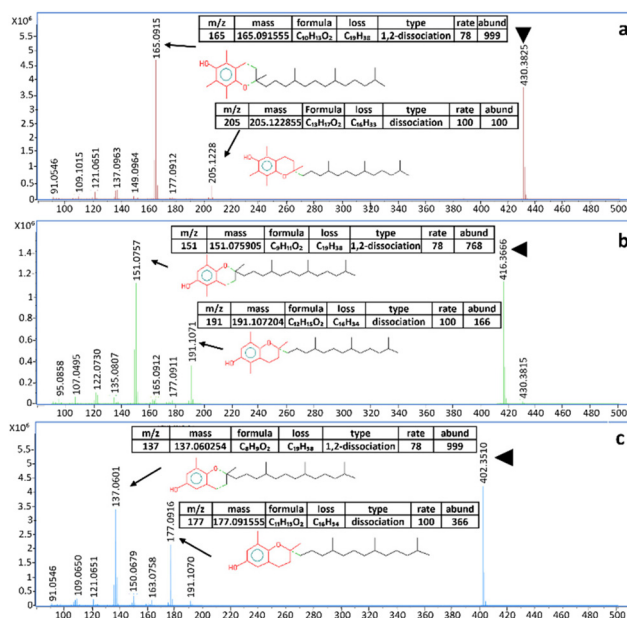 X10⁶ a
m/z mass formula loss type rate abund
165 165.091555 C₁₀H₁₃O₂ C₁₉H₃₈ 1,2-dissociation 78 999
165.0915
430.3825
HO
O
m/z mass Formula loss type rate abund
205 205.122855 C₁₃H₁₇O₂ C₁₆H₃₃ dissociation 100 100
HO
O
5
4.5
4
3.5
3
2.5
2
1.5
1
0.5
0
91.0546
109.1015
121.0651
137.0963
149.0964
177.0912
205.1228
100 120 140 160 180 200 220 240 260 280 300 320 340 360 380 400 420 440 460 480 500
X10⁶ b
m/z mass formula loss type rate abund
151 151.075905 C₉H₁₁O₂ C₁₉H₃₈ 1,2-dissociation 78 768
151.0757
416.3666
HO
O
m/z mass formula loss type rate abund
191 191.107204 C₁₂H₁₅O₂ C₁₆H₃₄ dissociation 100 166
HO
O
1.4
1.2
1
0.8
0.6
0.4
0.2
0
95.0858
107.0495
122.0730
135.0807
165.0912
177.0911
191.1071
430.3815
100 120 140 160 180 200 220 240 260 280 300 320 340 360 380 400 420 440 460 480 500
X10⁶ c
m/z mass formula loss type rate abund
137 137.060254 C₈H₉O₂ C₁₉H₃₈ 1,2-dissociation 78 999
137.0601
402.3510
HO
O
m/z mass formula loss type rate abund
177 177.091555 C₁₁H₁₃O₂ C₁₆H₃₄ dissociation 100 366
HO
O
5.5
5
4.5
4
3.5
3
2.5
2
1.5
1
0.5
0
91.0546
109.0650
121.0651
150.0679
163.0758
177.0916
191.1070
100 120 140 160 180 200 220 240 260 280 300 320 340 360 380 400 420 440 460 480 500